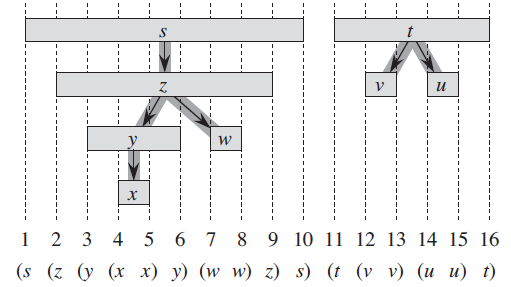 s t
z v u
y w
x
1 2 3 4 5 6 7 8 9 10 11 12 13 14 15 16
(s (z (y (x x) y) (w w) z) s) (t (v v) (u u) t)